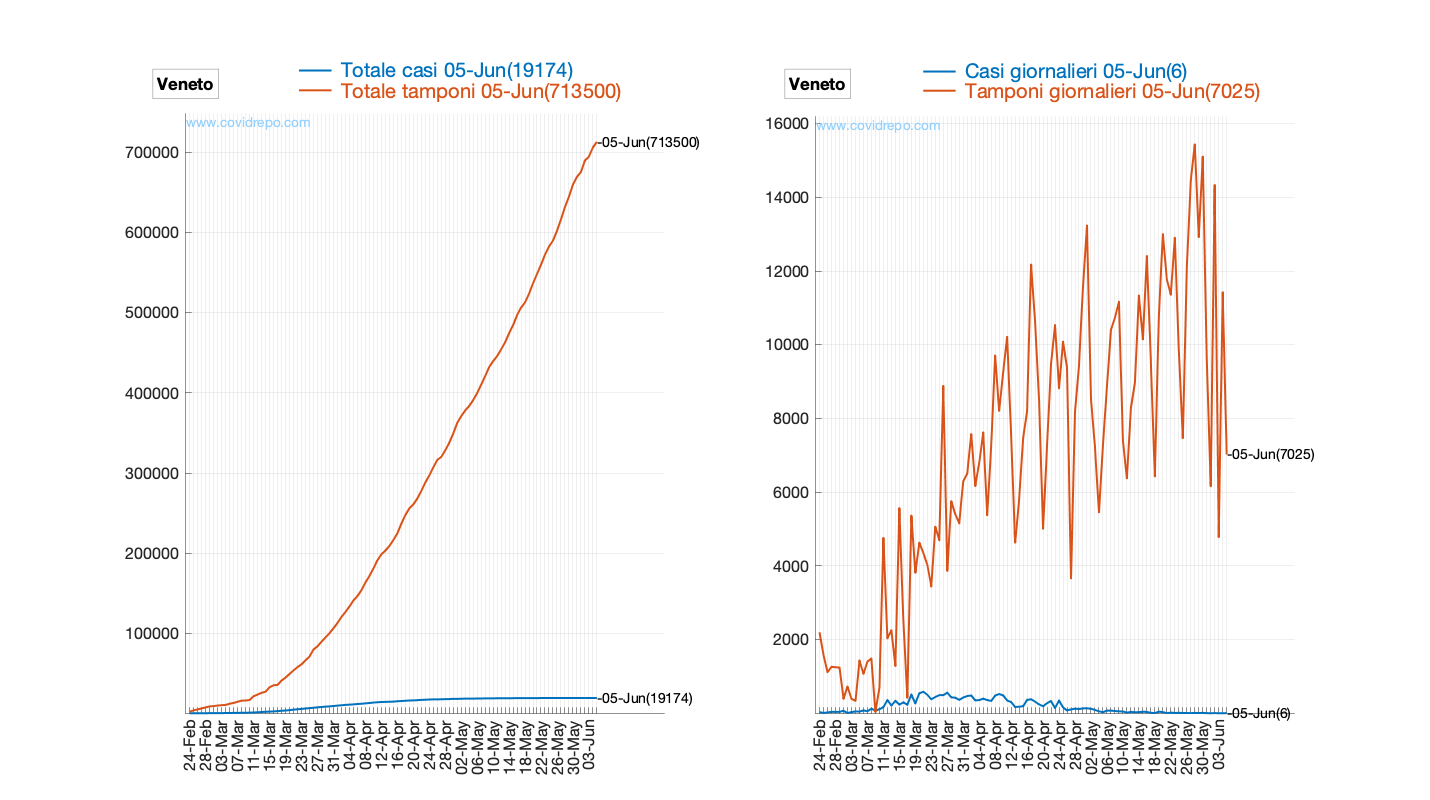 Veneto
Totale casi 05-Jun(19174)
Totale tamponi 05-Jun(713500)
www.covidrepo.com
-05-Jun(713500)
700000
600000
500000
400000
300000
200000
100000
-05-Jun(19174)
24-Feb
28-Feb
03-Mar
07-Mar
11-Mar
15-Mar
19-Mar
23-Mar
27-Mar
31-Mar
04-Apr
08-Apr
12-Apr
16-Apr
20-Apr
24-Apr
28-Apr
02-May
06-May
10-May
14-May
18-May
22-May
26-May
30-May
03-Jun
Veneto
Casi giornalieri 05-Jun(6)
Tamponi giornalieri 05-Jun(7025)
www.covidrepo.com
16000
14000
12000
10000
8000
6000
4000
2000
-05-Jun(7025)
-05-Jun(6)
24-Feb
28-Feb
03-Mar
07-Mar
11-Mar
15-Mar
19-Mar
23-Mar
27-Mar
31-Mar
04-Apr
08-Apr
12-Apr
16-Apr
20-Apr
24-Apr
28-Apr
02-May
06-May
10-May
14-May
18-May
22-May
26-May
30-May
03-Jun